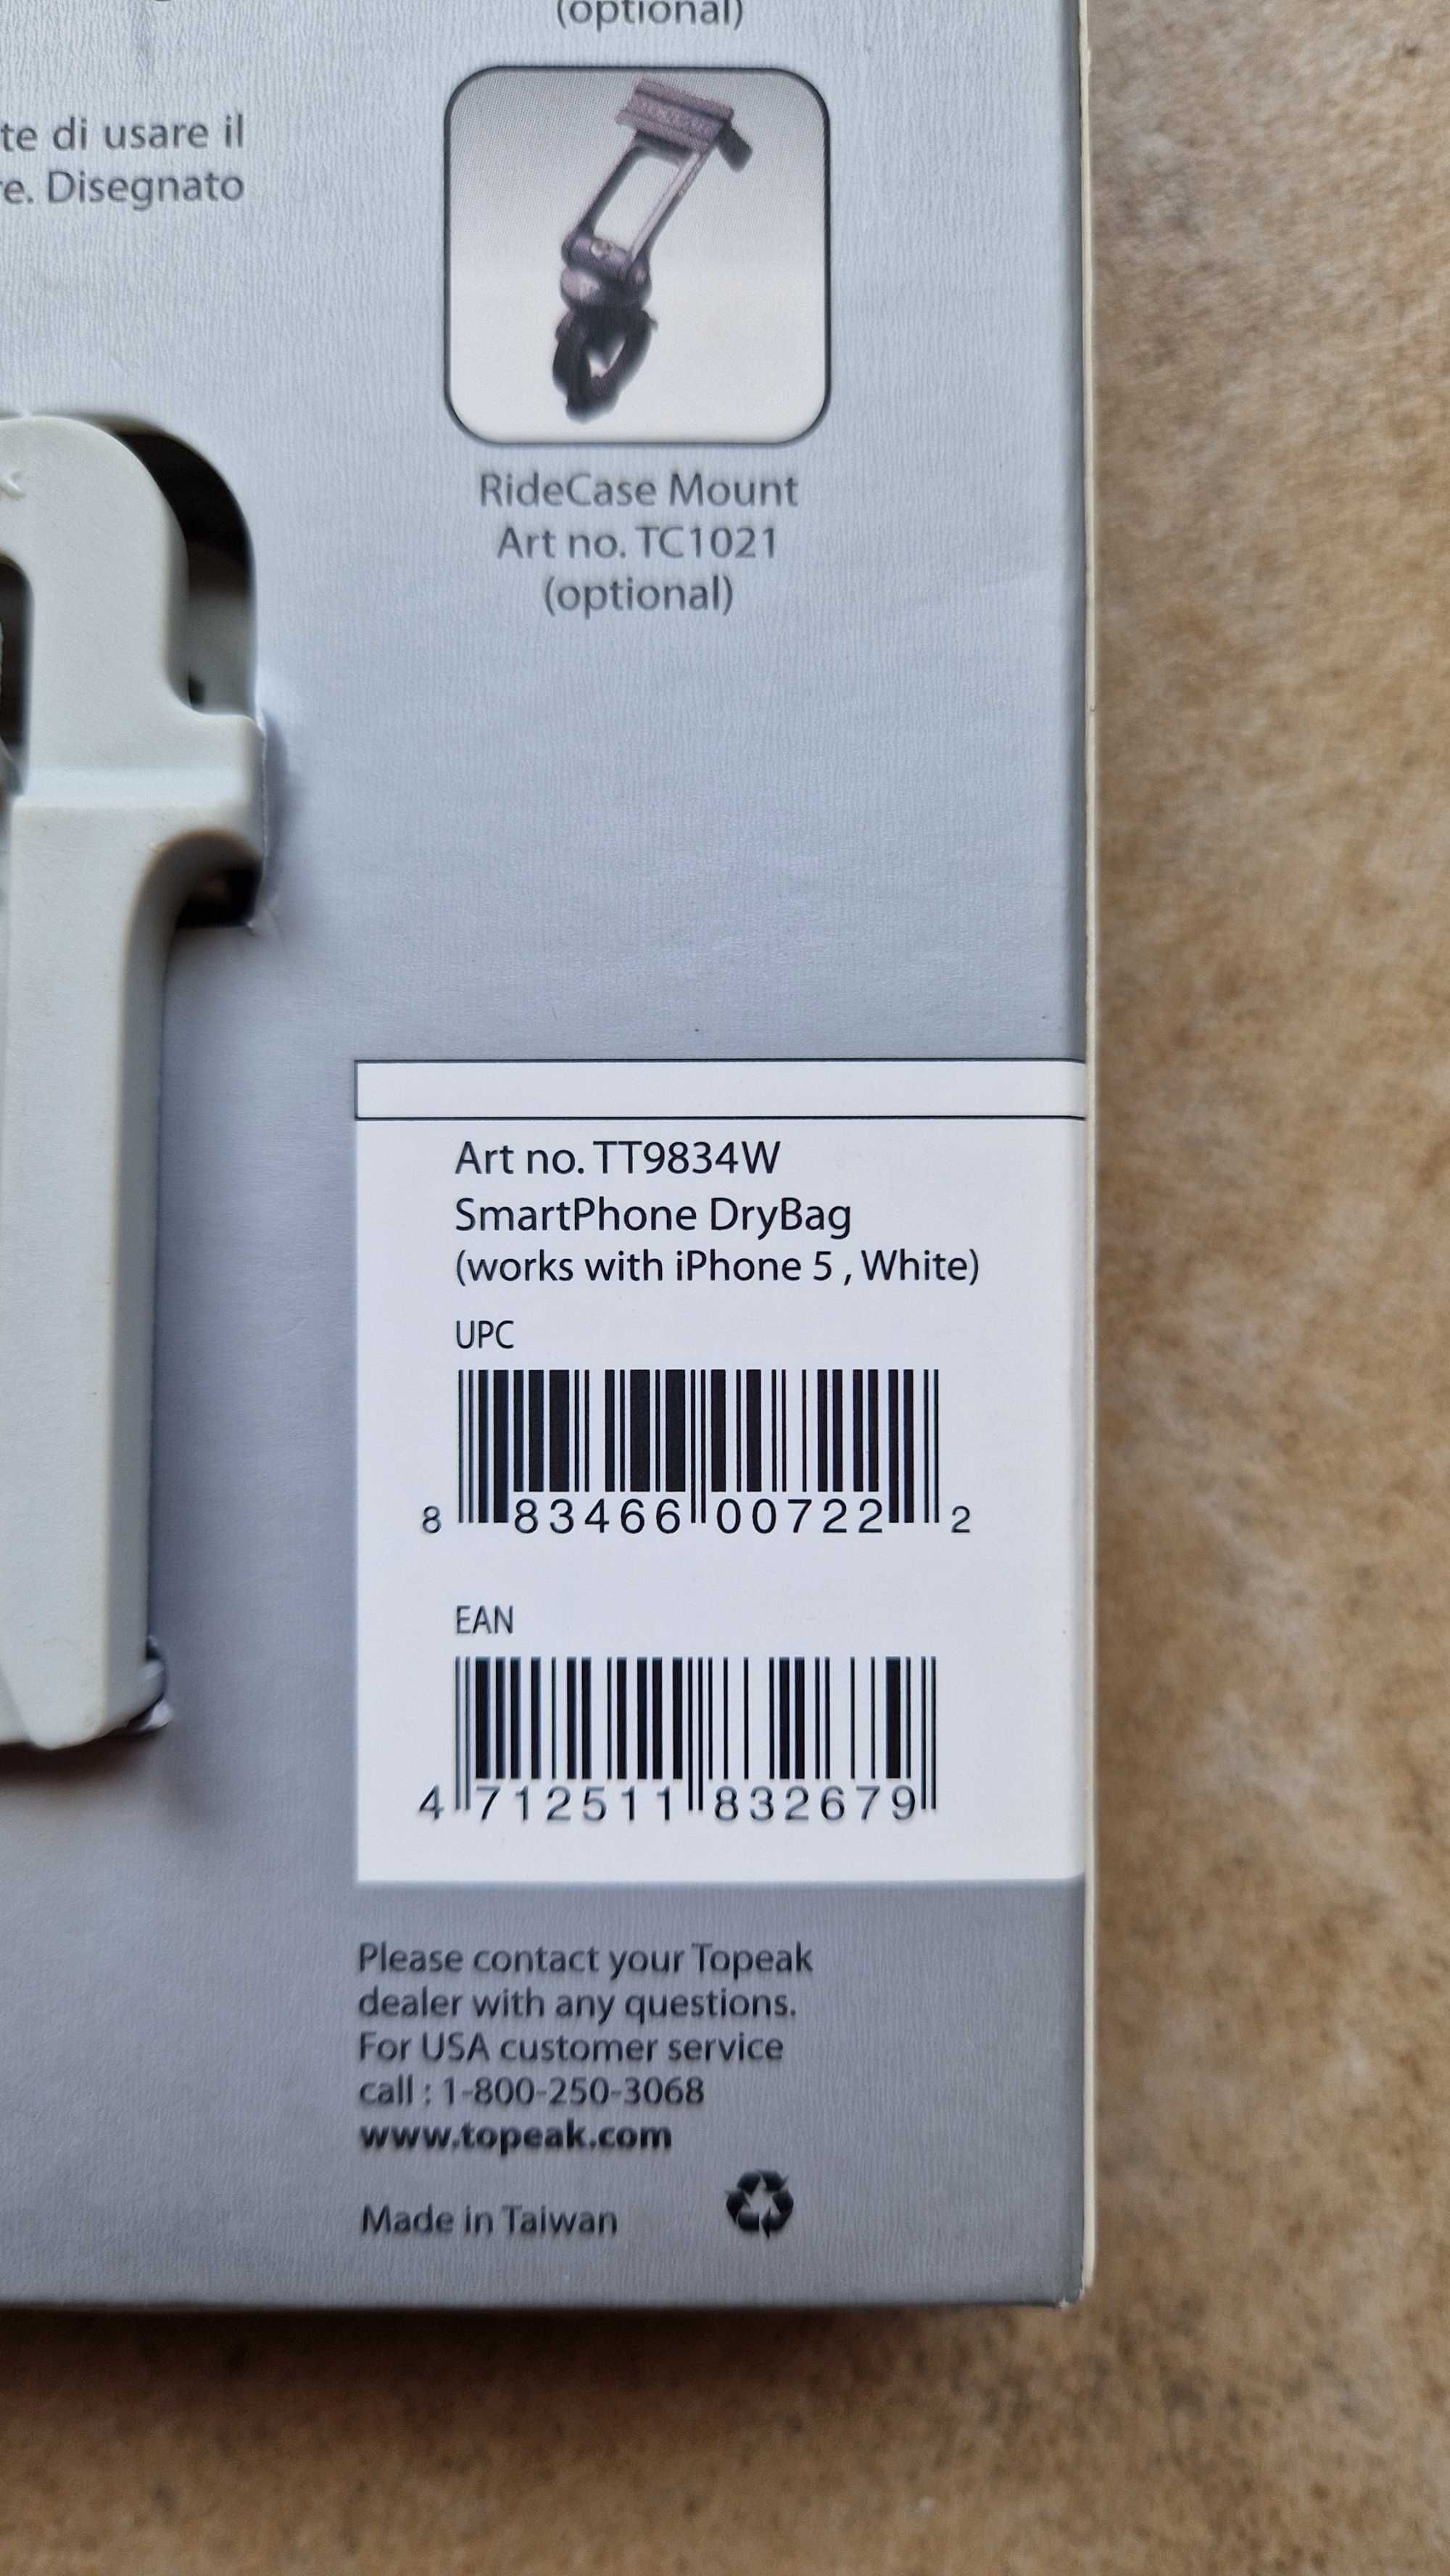 (optional)
te di usare il
e. Disegnato
RideCase Mount
Art no. TC1021
(optional)
Art no. TT9834W
SmartPhone DryBag
(works with iPhone 5 , White)
UPC
8 83466 00722 2
EAN
4 712511 832679
Please contact your Topeak
dealer with any questions.
For USA customer service
call : 1-800-250-3068
www.topeak.com
Made in Taiwan